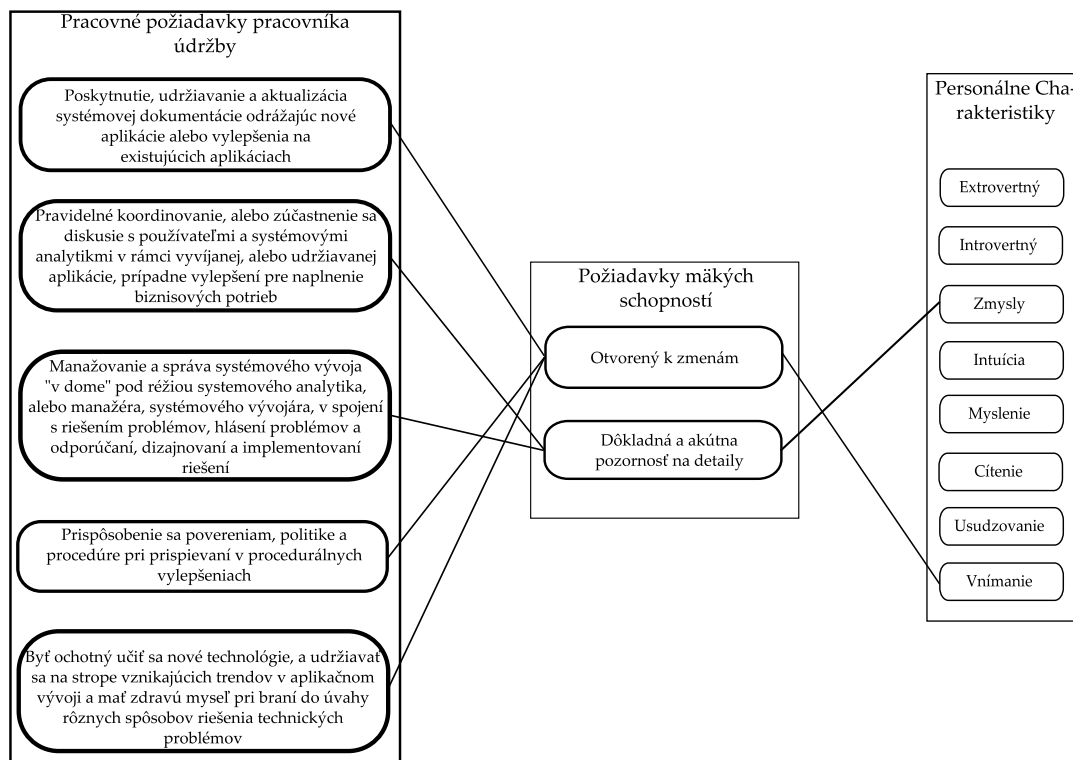 Pracovné požiadavky pracovníka
údržby
Poskytnutie, udržiavanie a aktualizácia
systémovej dokumentácie odrážajúc nové
aplikácie alebo vylepšenia na
existujúcich aplikáciach
Pravidelné koordinovanie, alebo zúčastnenie sa
diskusie s používateľmi a systémovými
analytikmi v rámci vyvíjanej, alebo udržiavanej
aplikácie, prípadne vylepšení pre naplnenie
biznisových potrieb
Manažovanie a správa systémového vývoja
"v dome" pod réžiou systemového analytika,
alebo manažéra, systémového vývojára, v spojení
s riešením problémov, hlásení problémov a
odporúčaní, dizajnovaní a implementovaní
riešení
Prispôsobenie sa povereniam, politike a
procedúre pri prispievaní v procedurálnych
vylepšeniach
Byť ochotný učiť sa nové technológie, a udržiavať
sa na strope vznikajúcich trendov v aplikačnom
vývoji a mať zdravú myseľ pri braní do úvahy
rôznych spôsobov riešenia technických
problémov
Požiadavky mäkých
schopností
Otvorený k zmenám
Dôkladná a akútna
pozornosť na detaily
Personálne Cha-
rakteristiky
Extrovertný
Introvertný
Zmysly
Intuícia
Myslenie
Cítenie
Usudzovanie
Vnímanie